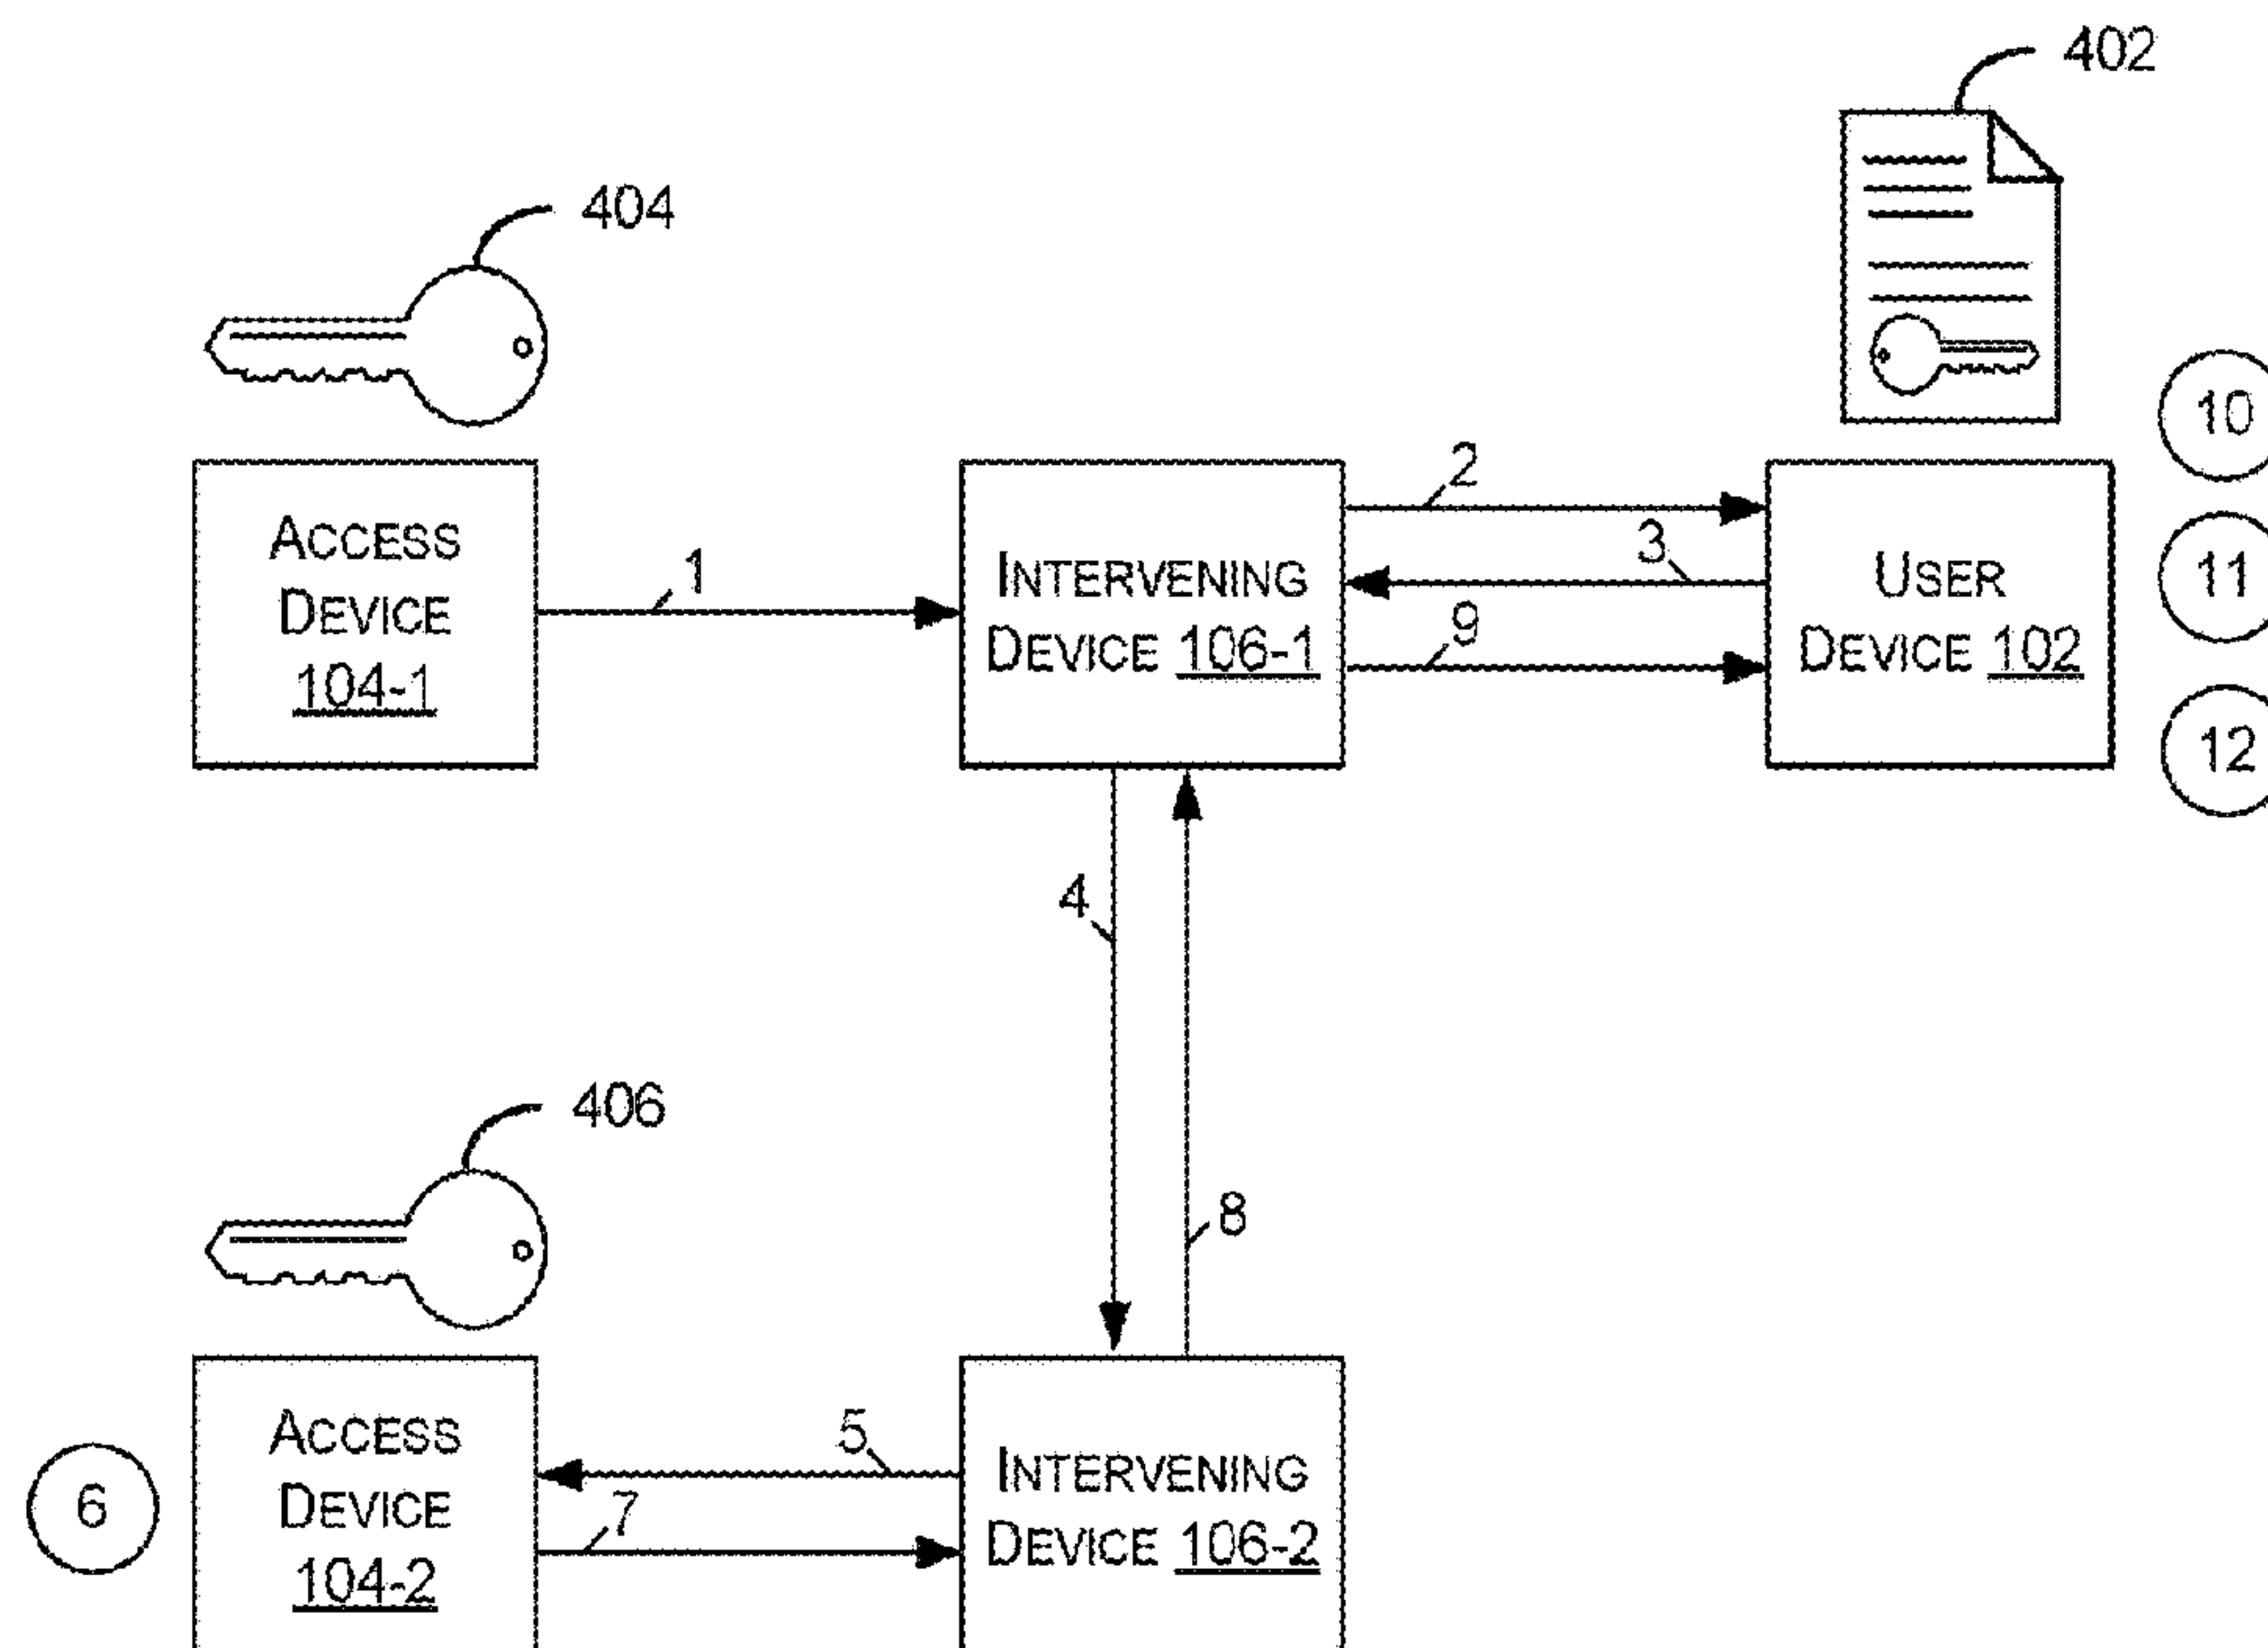 402
404
10
ACCESS
DEVICE
104-1
1
INTERVENING
DEVICE 106-1
2
3
9
USER
DEVICE 102
11
12
4
8
406
6
ACCESS
DEVICE
104-2
5
7
INTERVENING
DEVICE 106-2